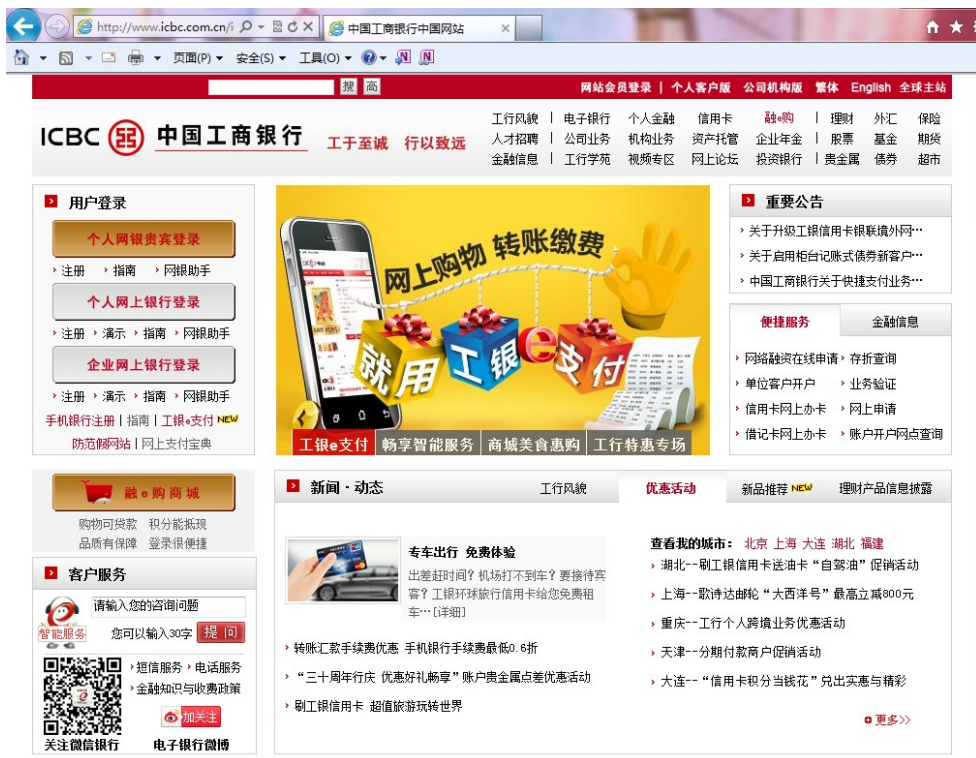 http://www.icbc.com.cn/i
中国工商银行中国网站
页面(P) 安全(S) 工具(O)
搜 高 网站会员登录 | 个人客户版 公司机构版 繁体 English 全球主站
ICBC 中国工商银行 工于至诚 行以致远
工行风貌 | 电子银行 个人金融 信用卡 融e购 | 理财 外汇 保险
人才招聘 | 公司业务 机构业务 资产托管 企业年金 | 股票 基金 期货
金融信息 | 工行学苑 视频专区 网上论坛 投资银行 | 贵金属 债券 超市
用户登录
个人网银贵宾登录
注册 指南 网银助手
个人网上银行登录
注册 演示 指南 网银助手
企业网上银行登录
注册 演示 指南 网银助手
手机银行注册 | 指南 | 工银e支付 NEW
防范假网站 | 网上支付宝典
网上购物 转账缴费
就用工银e支付
工银e支付 畅享智能服务 商城美食惠购 工行特惠专场
重要公告
关于升级工银信用卡银联境外网…
关于启用柜台记账式债券新客户…
中国工商银行关于快捷支付业务…
便捷服务 金融信息
网络融资在线申请 存折查询
单位客户开户 业务验证
信用卡网上办卡 网上申请
借记卡网上办卡 账户开户网点查询
融e购商城
购物可贷款 积分能抵现
品质有保障 登录很便捷
客户服务
请输入您的咨询问题
智能服务 您可以输入30字 提问
短信服务 电话服务
金融知识与收费政策
加关注
关注微信银行 电子银行微博
新闻·动态 工行风貌 优惠活动 新品推荐 NEW 理财产品信息披露
专车出行 免费体验
出差赶时间？机场打不到车？要接待宾
客？工银环球旅行信用卡给您免费租
车…[详细]
转账汇款手续费优惠 手机银行手续费最低0.6折
“三十周年行庆 优惠好礼畅享”账户贵金属点差优惠活动
刷工银信用卡 超值旅游玩转世界
查看我的城市： 北京 上海 大连 湖北 福建
湖北--刷工银信用卡送油卡“自驾油”促销活动
上海--歌诗达邮轮“大西洋号”最高立减800元
重庆--工行个人跨境业务优惠活动
天津--分期付款商户促销活动
大连--“信用卡积分当钱花”兑出实惠与精彩
更多>>